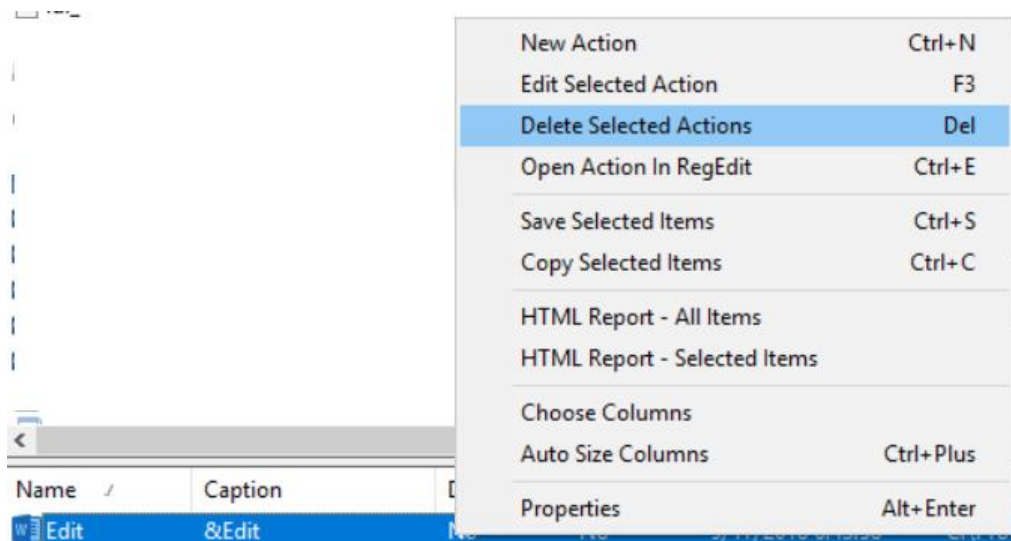 New Action Ctrl+N
Edit Selected Action F3
Delete Selected Actions Del
Open Action In RegEdit Ctrl+E
Save Selected Items Ctrl+S
Copy Selected Items Ctrl+C
HTML Report - All Items
HTML Report - Selected Items
Choose Columns
Auto Size Columns Ctrl+Plus
Properties Alt+Enter
Name Caption
Edit &Edit No No